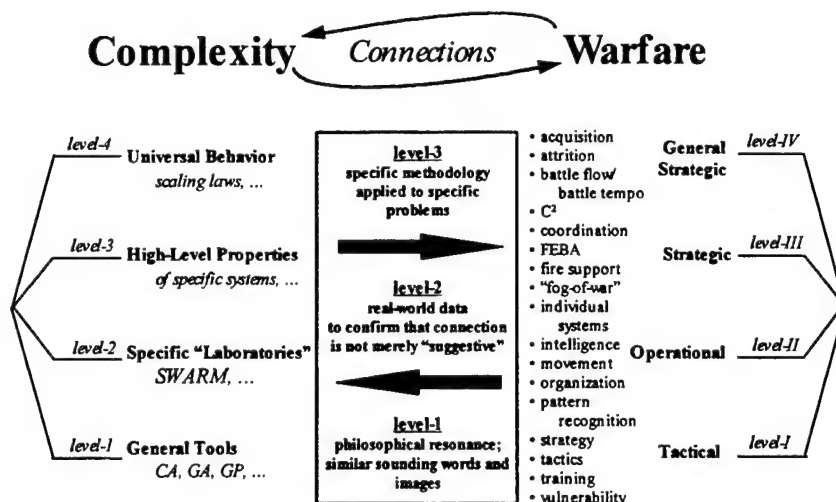 Complexity Connections Warfare
level-4
Universal Behavior
scaling laws, ...
level-3
High-Level Properties
of specific systems, ...
level-2
Specific "Laboratories"
SWARM, ...
level-1
General Tools
CA, GA, GP, ...
level-3
specific methodology
applied to specific
problems
level-2
real-world data
to confirm that connection
is not merely "suggestive"
level-1
philosophical resonance;
similar sounding words and
images
• acquisition
• attrition
• battle flow/
battle tempo
• C²
• coordination
• FEBA
• fire support
• "fog-of-war"
• individual
systems
• intelligence
• movement
• organization
• pattern
recognition
• strategy
• tactics
• training
• vulnerability
level-IV
General
Strategic
level-III
Strategic
level-II
Operational
level-I
Tactical